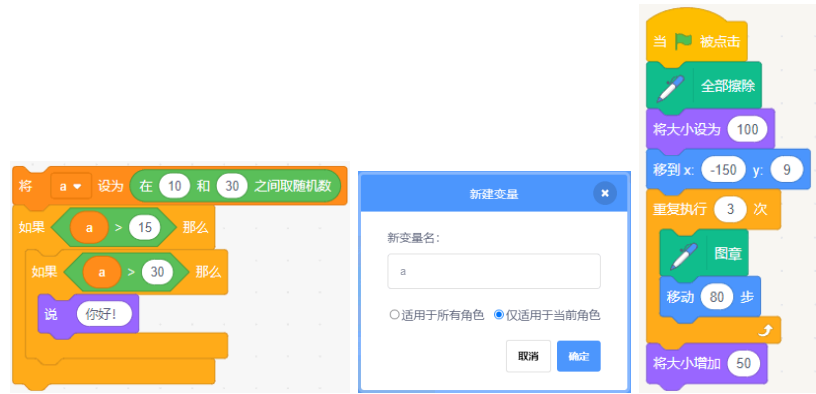 将 a 设为 在 10 和 30 之间取随机数
如果 a > 15 那么
如果 a > 30 那么
说 你好!
新建变量
新变量名:
a
适用于所有角色 仅适用于当前角色
取消 确定
当 被点击
全部擦除
将大小设为 100
移到 x: -150 y: 9
重复执行 3 次
图章
移动 80 步
将大小增加 50